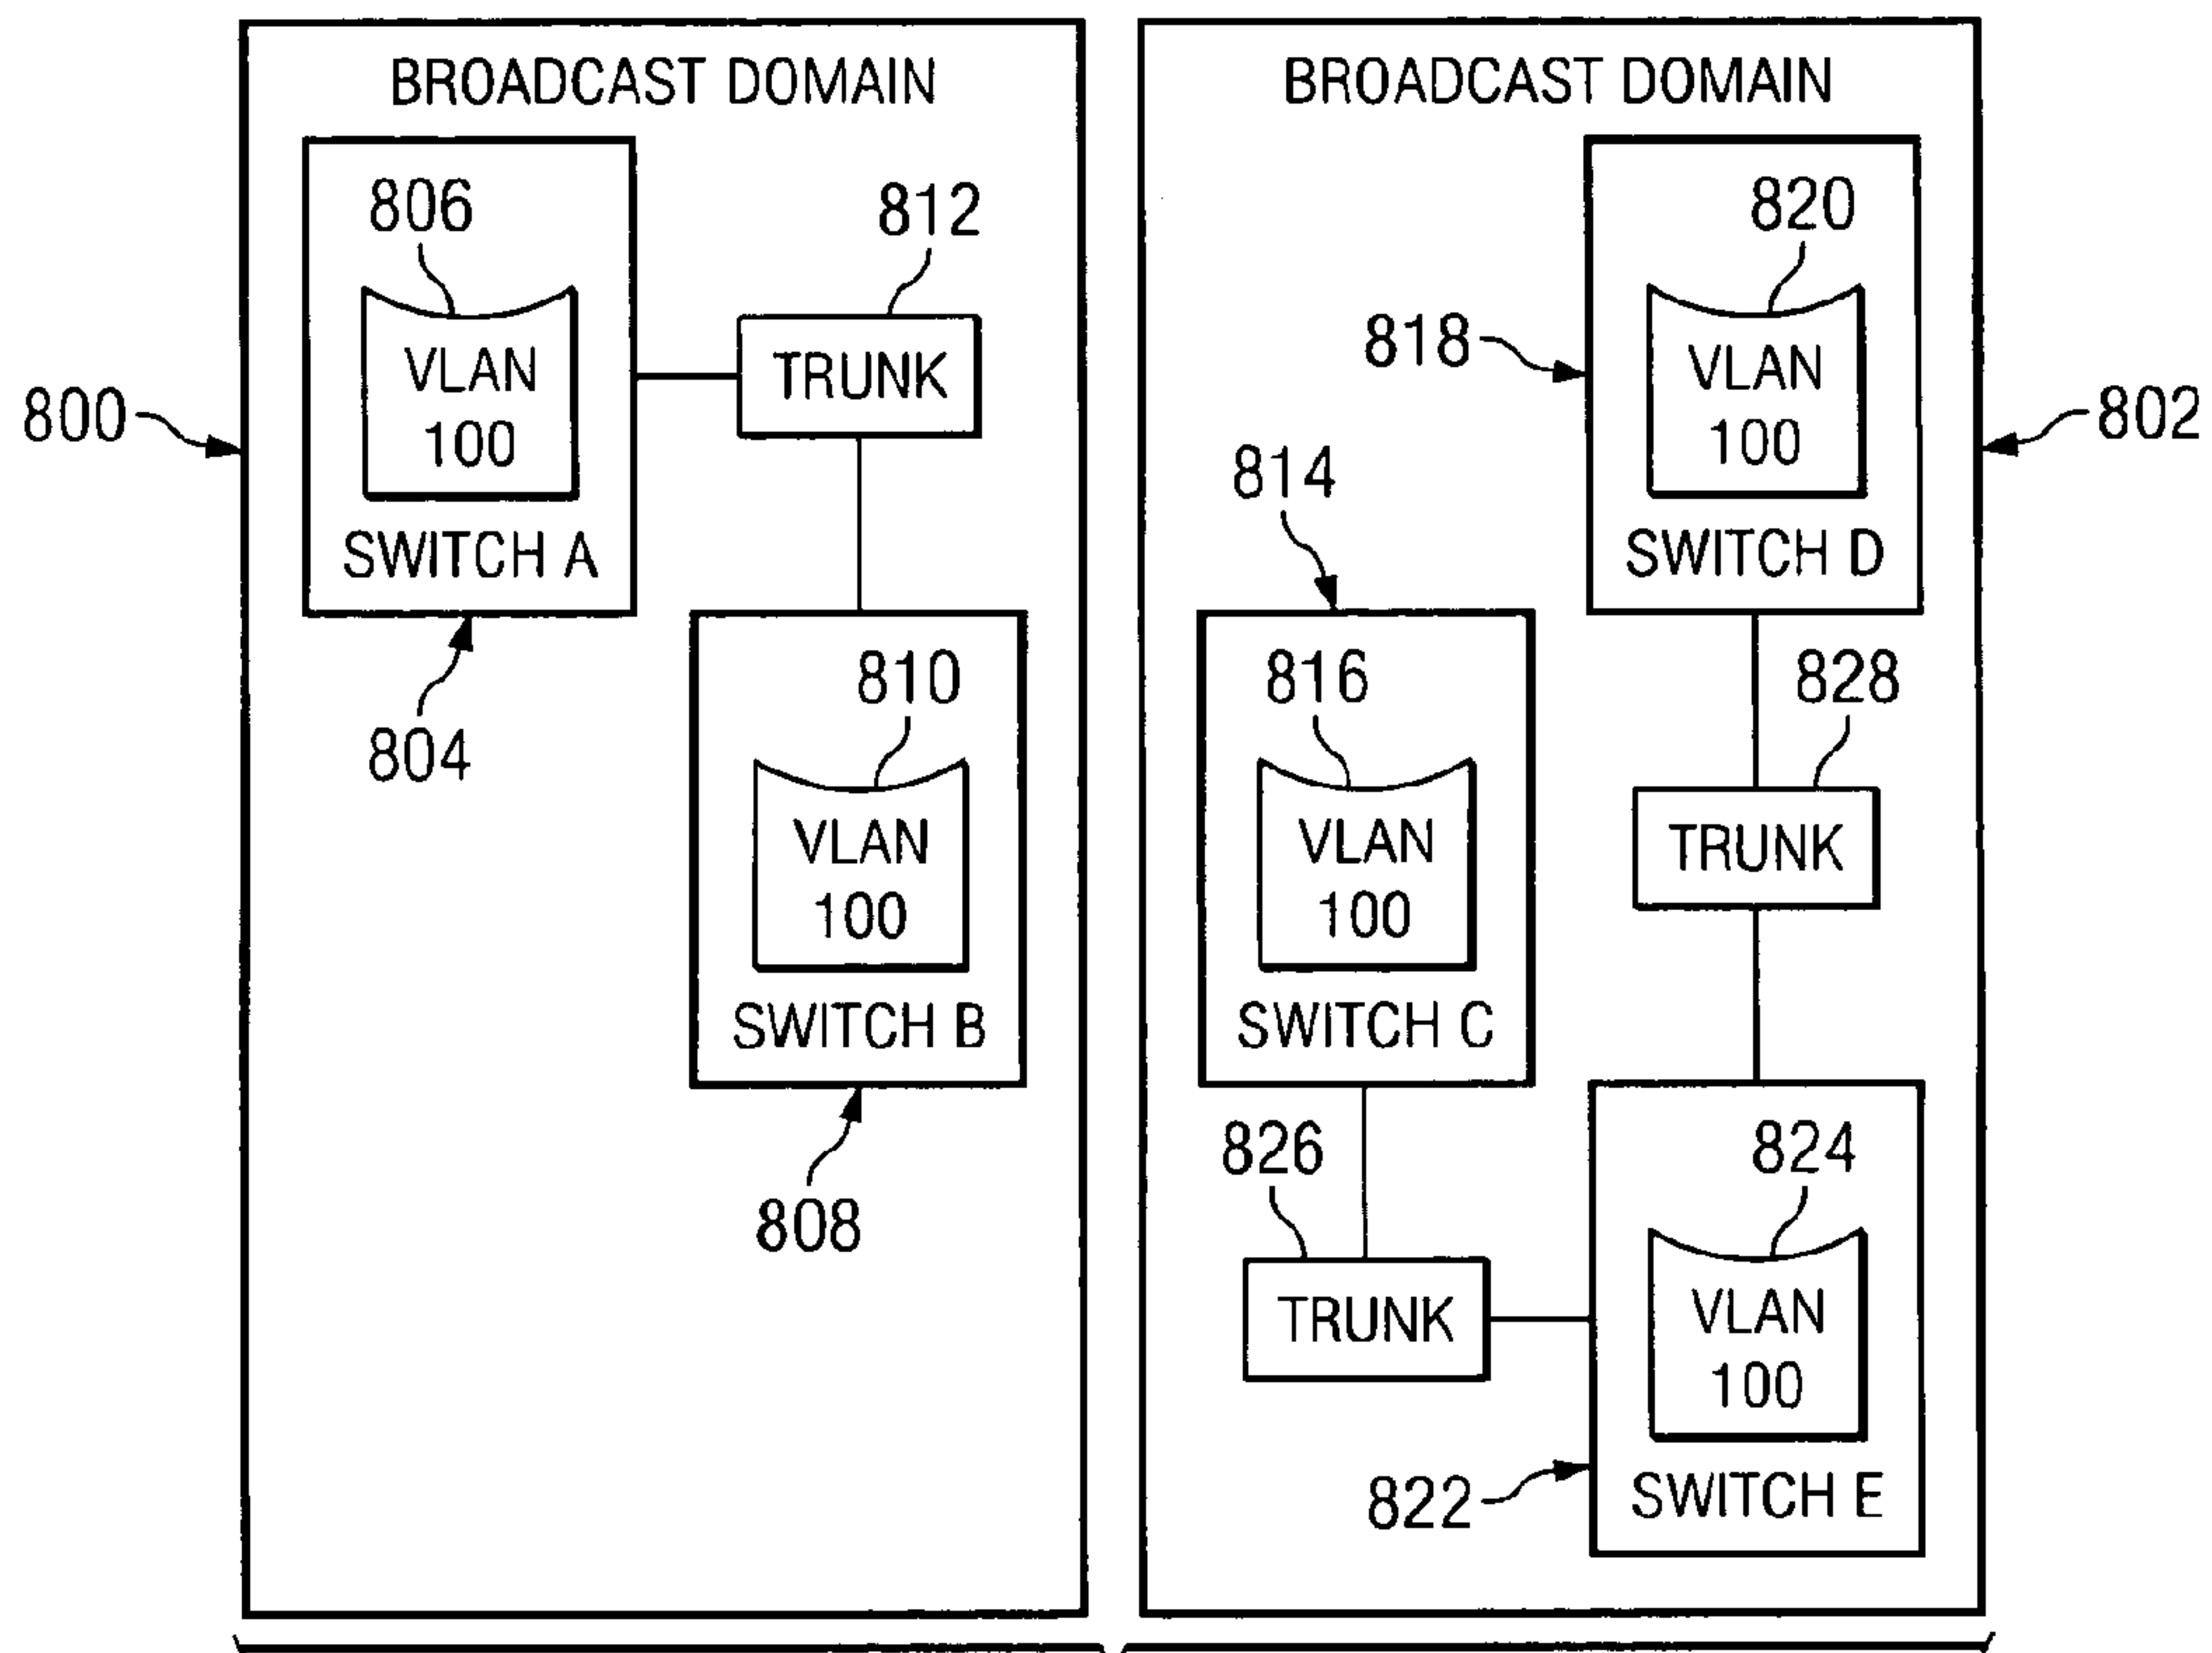 BROADCAST DOMAIN
806
812
VLAN
100
TRUNK
SWITCH A
800
804
810
VLAN
100
SWITCH B
808
BROADCAST DOMAIN
820
818
VLAN
100
SWITCH D
802
814
816
828
VLAN
100
TRUNK
SWITCH C
826
824
TRUNK
VLAN
100
822
SWITCH E